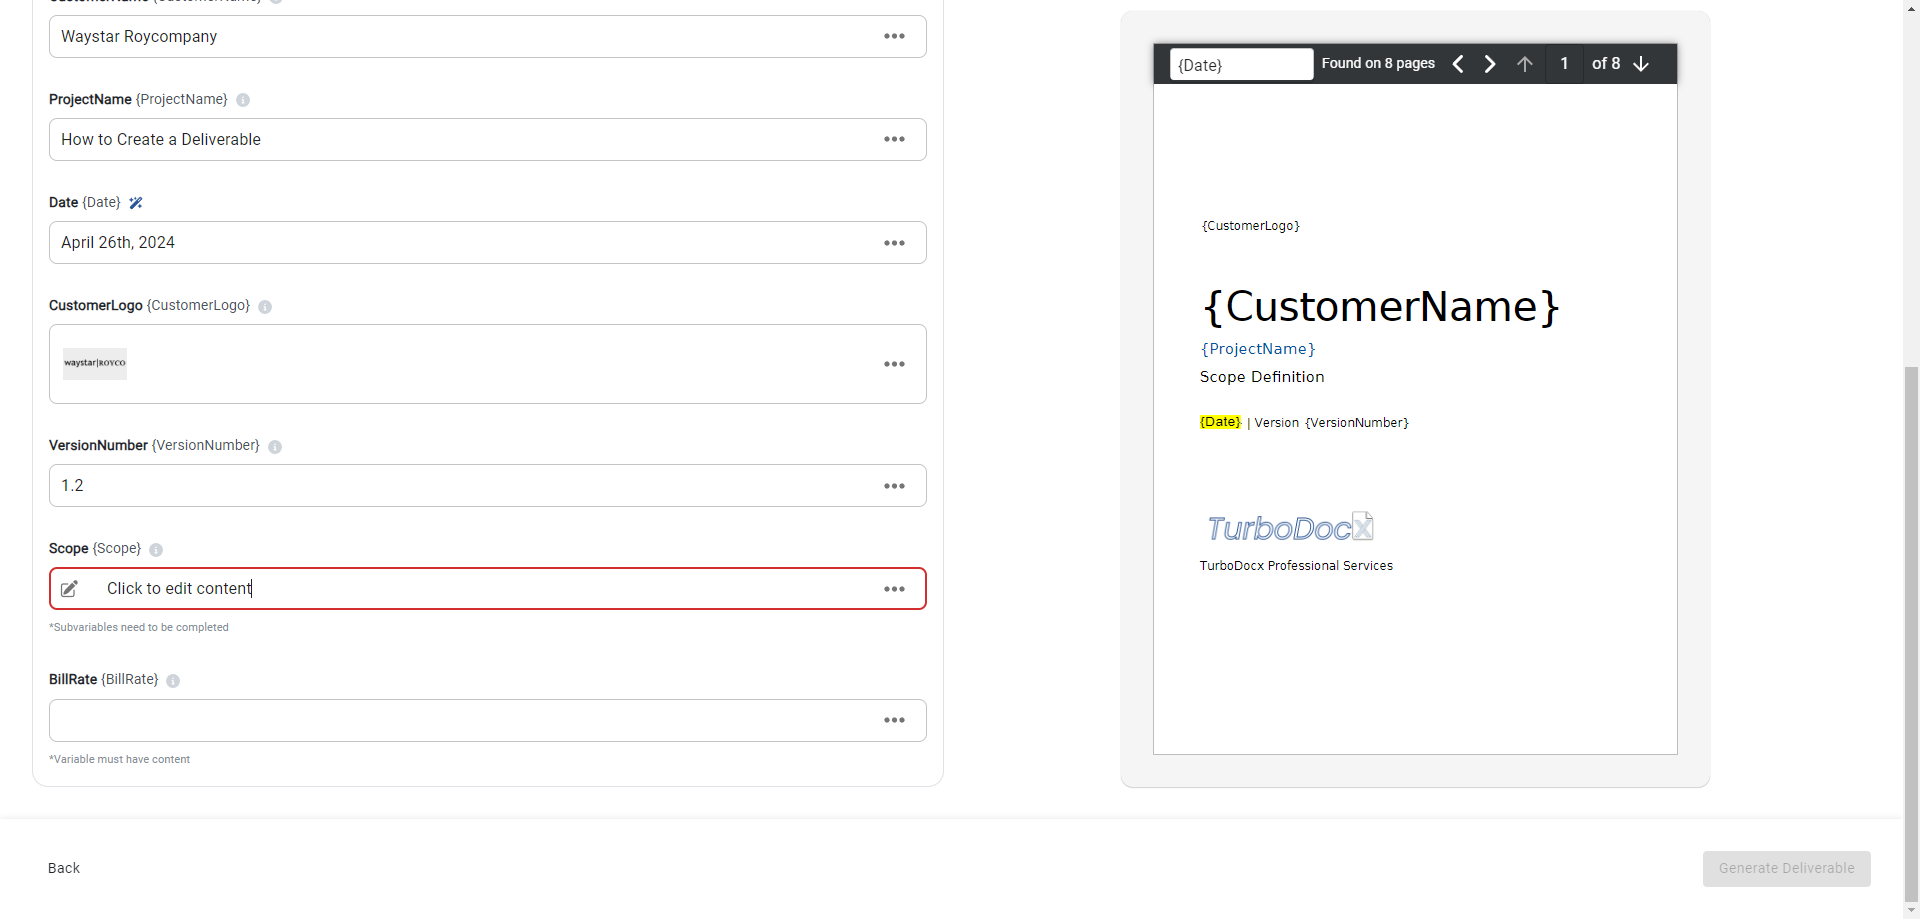 CustomerName {CustomerName}
Waystar Roycompany
ProjectName {ProjectName}
How to Create a Deliverable
Date {Date}
April 26th, 2024
CustomerLogo {CustomerLogo}
waystar|ROYCO
VersionNumber {VersionNumber}
1.2
Scope {Scope}
Click to edit content
*Subvariables need to be completed
BillRate {BillRate}
*Variable must have content
Back
{Date} Found on 8 pages 1 of 8
{CustomerLogo}
{CustomerName}
{ProjectName}
Scope Definition
{Date} | Version {VersionNumber}
TurboDocX
TurboDocx Professional Services
Generate Deliverable